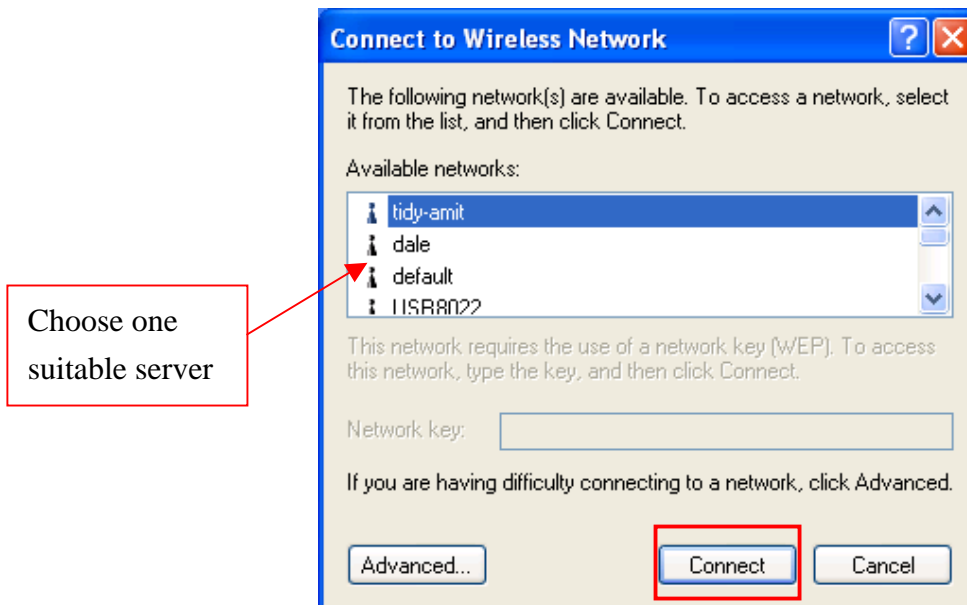 Connect to Wireless Network
The following network(s) are available. To access a network, select
it from the list, and then click Connect.
Available networks:
tidy-amit
dale
default
USB8022
Choose one
suitable server
This network requires the use of a network key (WEP). To access
this network, type the key, and then click Connect.
Network key:
If you are having difficulty connecting to a network, click Advanced.
Advanced...
Connect
Cancel